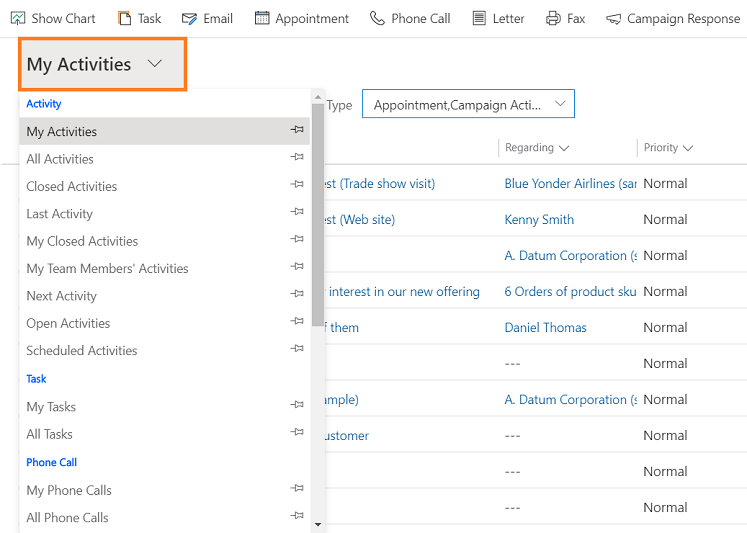 Show Chart Task Email Appointment Phone Call Letter Fax Campaign Response
My Activities
Type Appointment,Campaign Acti...
Activity
My Activities
All Activities
Closed Activities
Last Activity
My Closed Activities
My Team Members' Activities
Next Activity
Open Activities
Scheduled Activities
Task
My Tasks
All Tasks
Phone Call
My Phone Calls
All Phone Calls
Regarding Priority
(Trade show visit) Blue Yonder Airlines (sar Normal
(Web site) Kenny Smith Normal
A. Datum Corporation (s Normal
interest in our new offering 6 Orders of product sku Normal
f them Daniel Thomas Normal
--- Normal
ample) A. Datum Corporation (s Normal
ustomer --- Normal
--- Normal
--- Normal